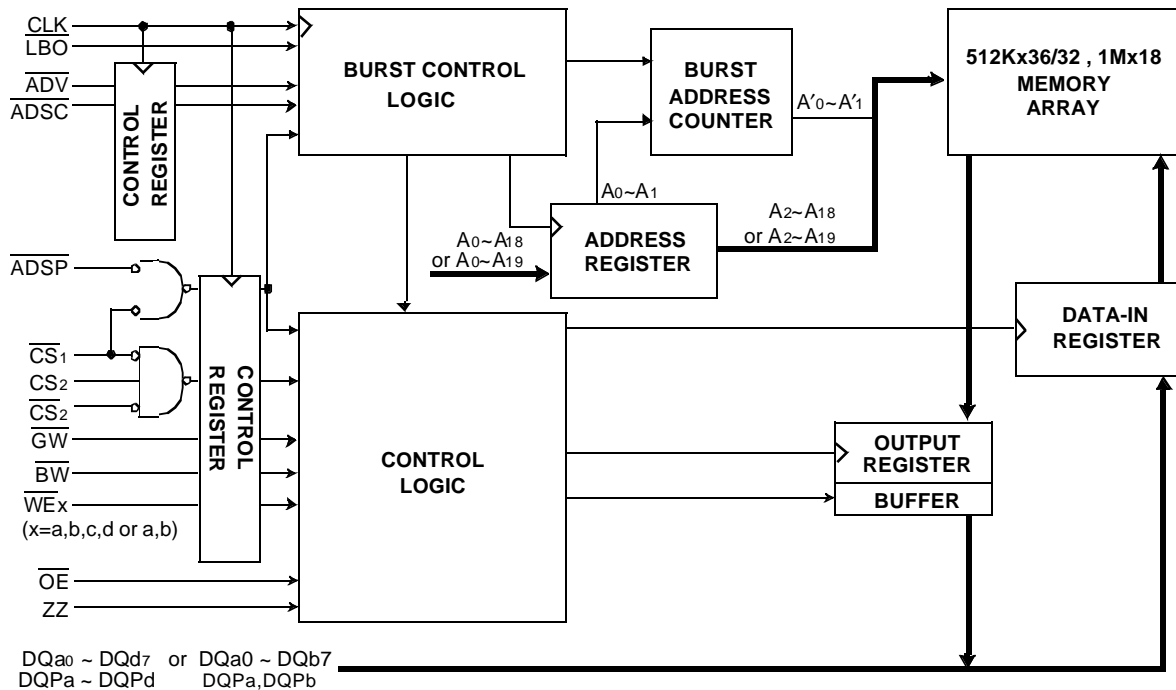 CLK
LBO
ADV
ADSC
CONTROL
REGISTER
BURST CONTROL
LOGIC
BURST
ADDRESS
COUNTER
A′0~A′1
512Kx36/32 , 1Mx18
MEMORY
ARRAY
A0~A1
A0~A18
or A0~A19
ADDRESS
REGISTER
A2~A18
or A2~A19
ADSP
CS1
CS2
CS2
GW
BW
WEx
(x=a,b,c,d or a,b)
OE
ZZ
CONTROL
REGISTER
CONTROL
LOGIC
DATA-IN
REGISTER
OUTPUT
REGISTER
BUFFER
DQa0 ~ DQd7 or DQa0 ~ DQb7
DQPa ~ DQPd DQPa,DQPb